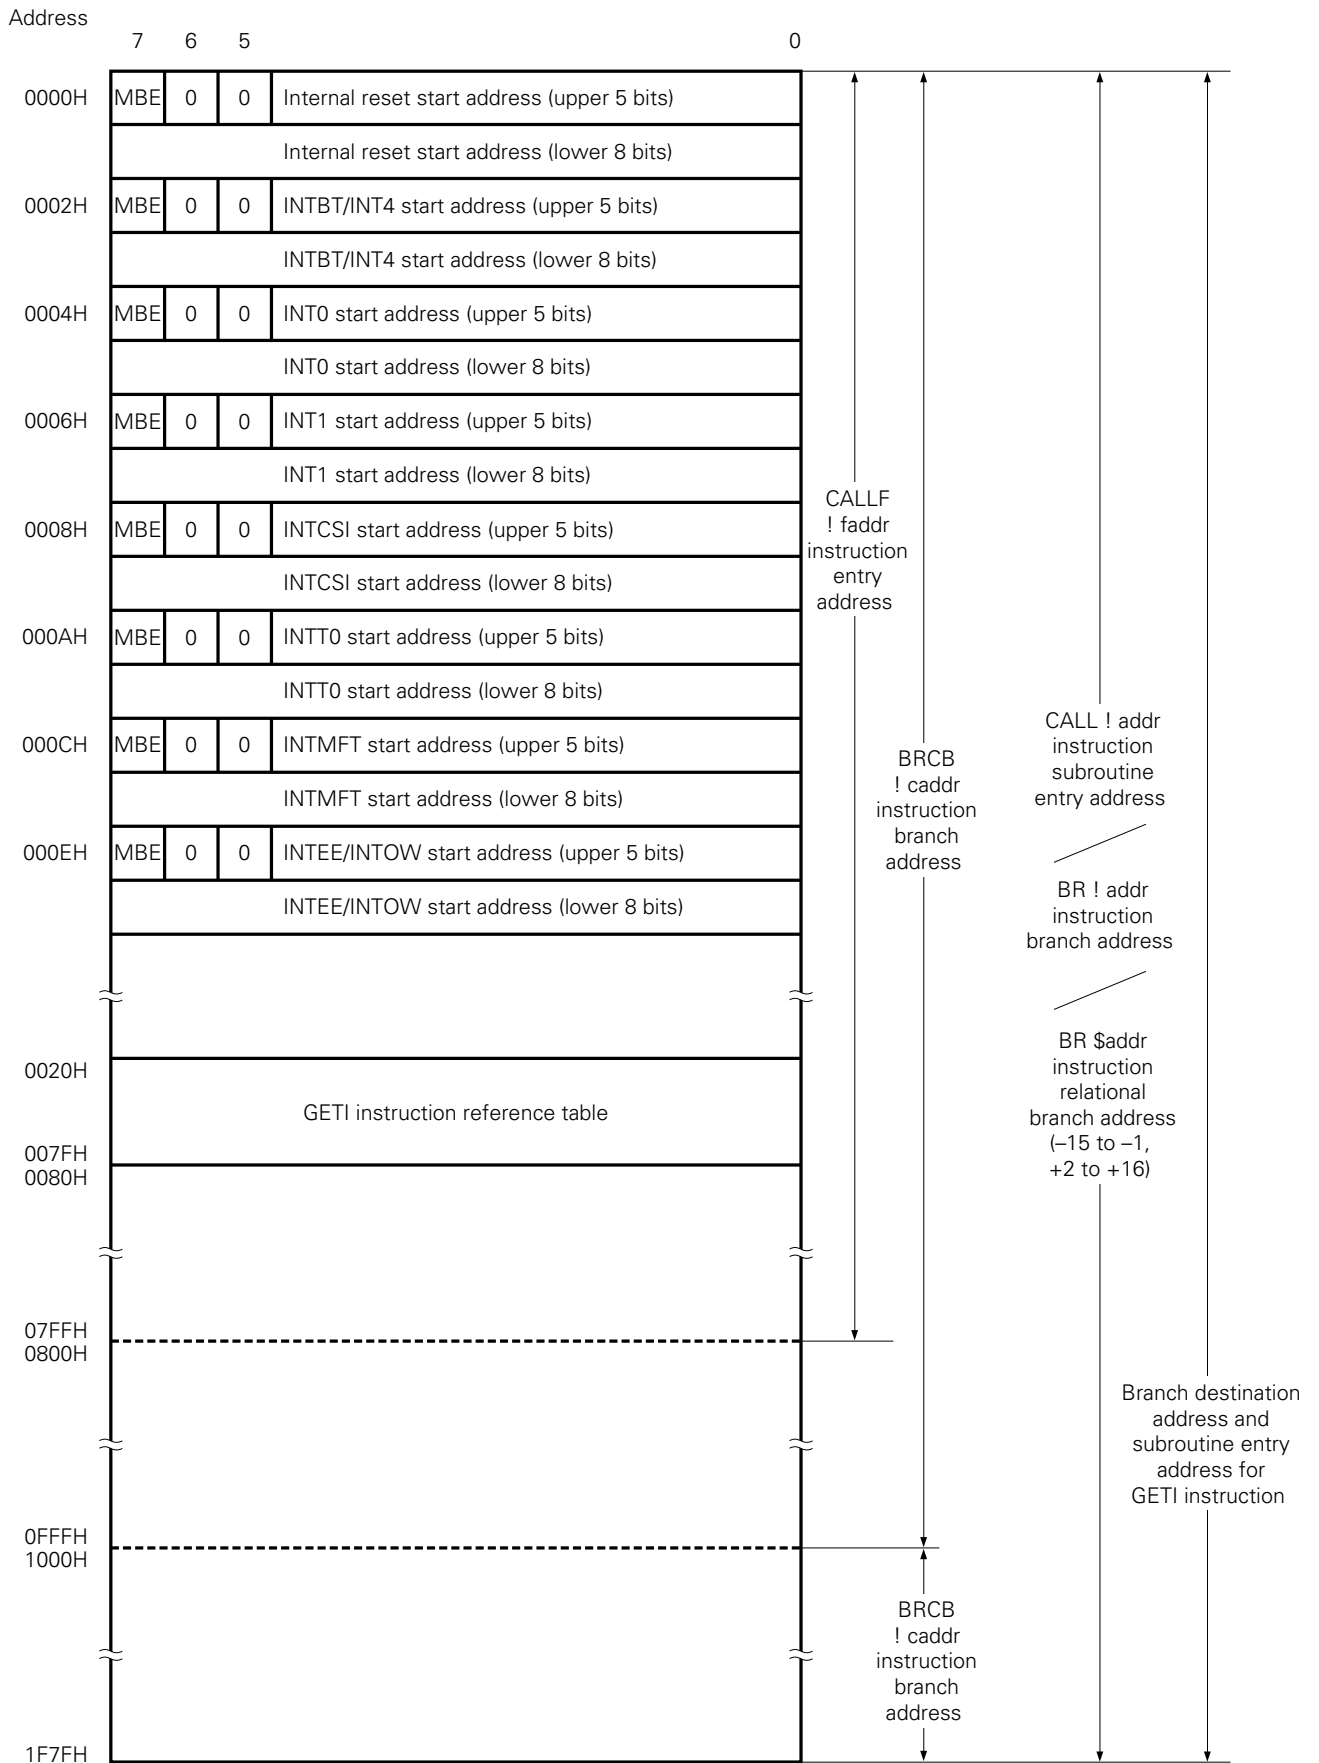 Address
7 6 5 0
0000H MBE 0 0 Internal reset start address (upper 5 bits)
Internal reset start address (lower 8 bits)
0002H MBE 0 0 INTBT/INT4 start address (upper 5 bits)
INTBT/INT4 start address (lower 8 bits)
0004H MBE 0 0 INT0 start address (upper 5 bits)
INT0 start address (lower 8 bits)
0006H MBE 0 0 INT1 start address (upper 5 bits)
INT1 start address (lower 8 bits)
0008H MBE 0 0 INTCSI start address (upper 5 bits)
INTCSI start address (lower 8 bits)
000AH MBE 0 0 INTT0 start address (upper 5 bits)
INTT0 start address (lower 8 bits)
000CH MBE 0 0 INTMFT start address (upper 5 bits)
INTMFT start address (lower 8 bits)
000EH MBE 0 0 INTEE/INTOW start address (upper 5 bits)
INTEE/INTOW start address (lower 8 bits)
0020H
GETI instruction reference table
007FH
0080H
07FFH
0800H
0FFFH
1000H
1F7FH
CALLF
! faddr
instruction
entry
address
BRCB
! caddr
instruction
branch
address
BRCB
! caddr
instruction
branch
address
CALL ! addr
instruction
subroutine
entry address
BR ! addr
instruction
branch address
BR $addr
instruction
relational
branch address
(–15 to –1,
+2 to +16)
Branch destination
address and
subroutine entry
address for
GETI instruction